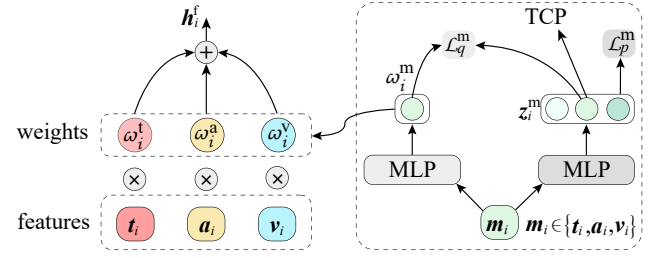 h_i^f
TCP
ℒ_q^m
ℒ_p^m
+
ω_i^m
z_i^m
weights
ω_i^t
ω_i^a
ω_i^v
MLP
MLP
×
×
×
features
t_i
a_i
v_i
m_i
m_i∈{t_i,a_i,v_i}